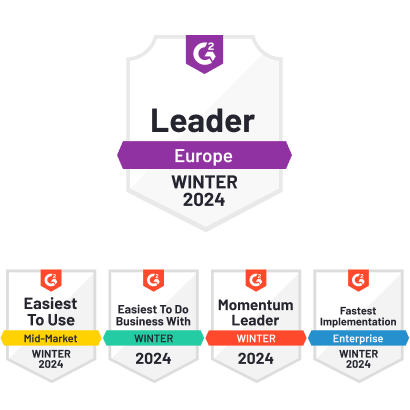 G2
Leader
Europe
WINTER
2024
G2
Easiest
To Use
Mid-Market
WINTER
2024
G2
Easiest To Do
Business With
WINTER
2024
G2
Momentum
Leader
WINTER
2024
G2
Fastest
Implementation
Enterprise
WINTER
2024